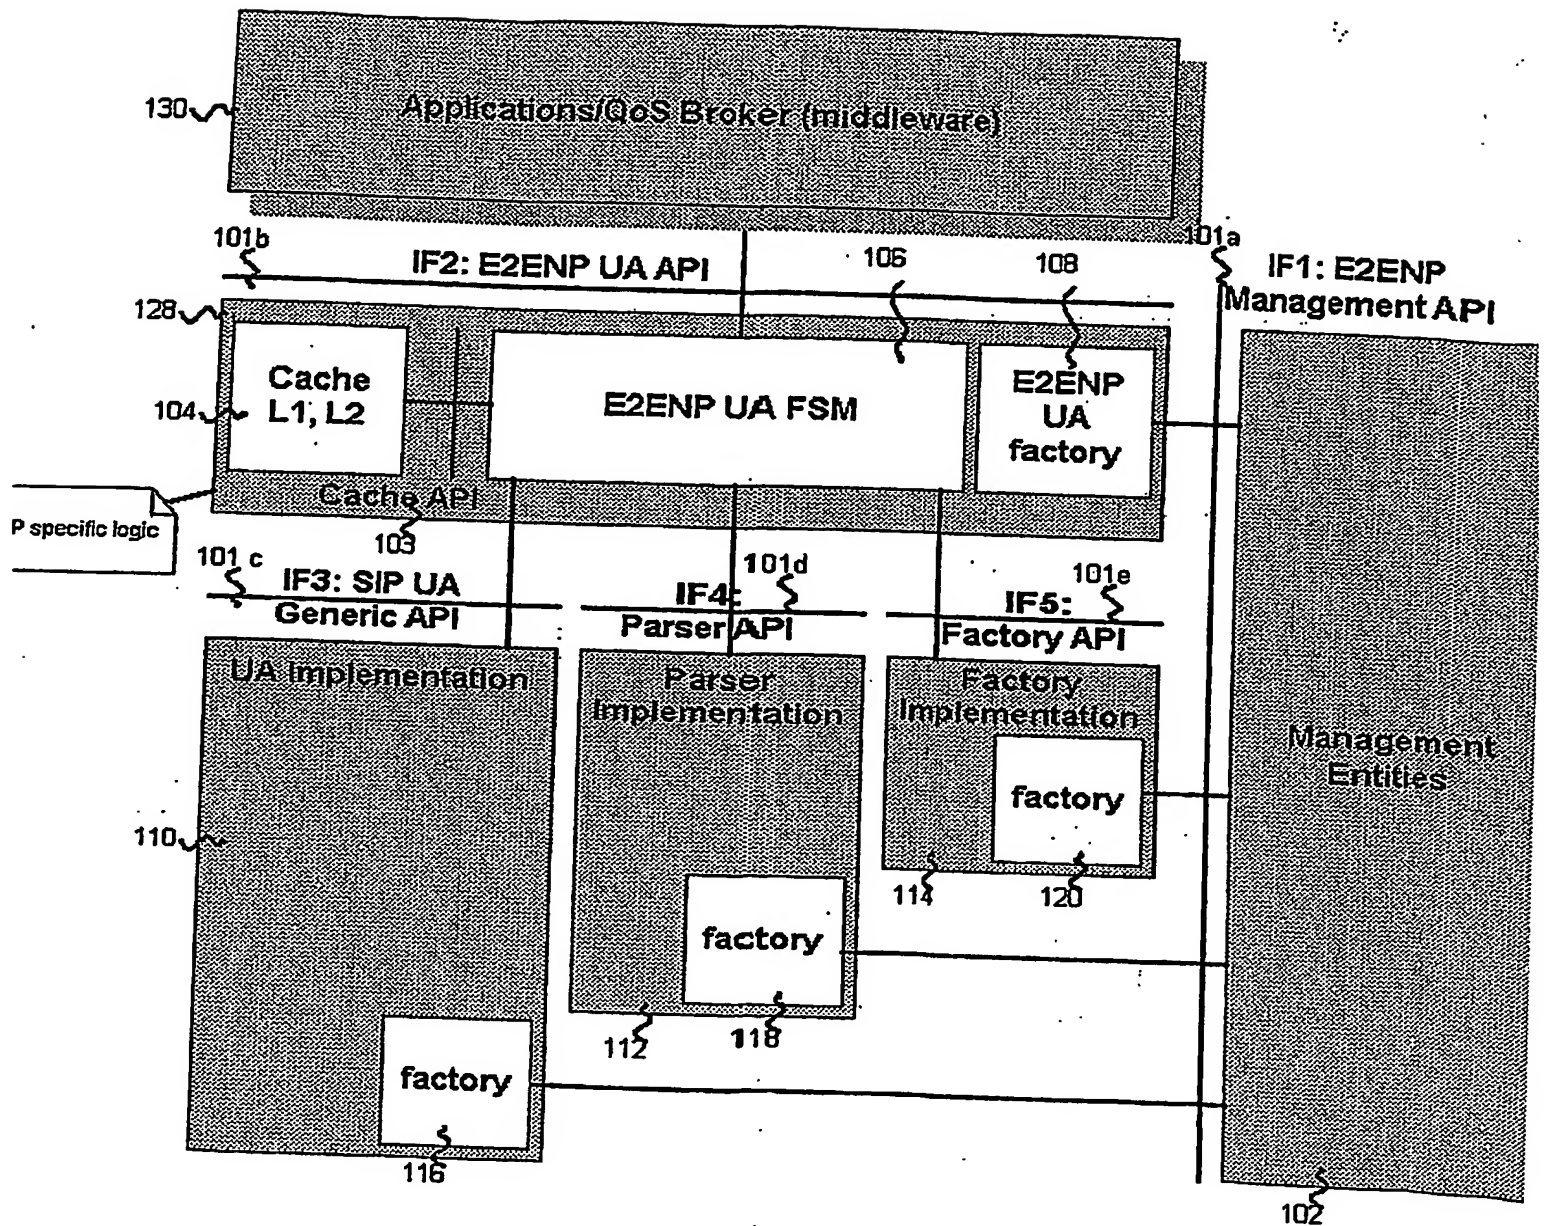 130
Applications/QoS Broker (middleware)
101b
IF2: E2ENP UA API
106
108
101a
IF1: E2ENP
Management API
128
Cache
L1, L2
104
E2ENP UA FSM
E2ENP
UA
factory
Cache API
103
P specific logic
101 c
IF3: SIP UA
Generic API
IF4:
Parser API
101d
IF5:
Factory API
101e
UA Implementation
Parser
Implementation
Factory
Implementation
Management
Entities
factory
110
114
120
factory
112
118
factory
116
102